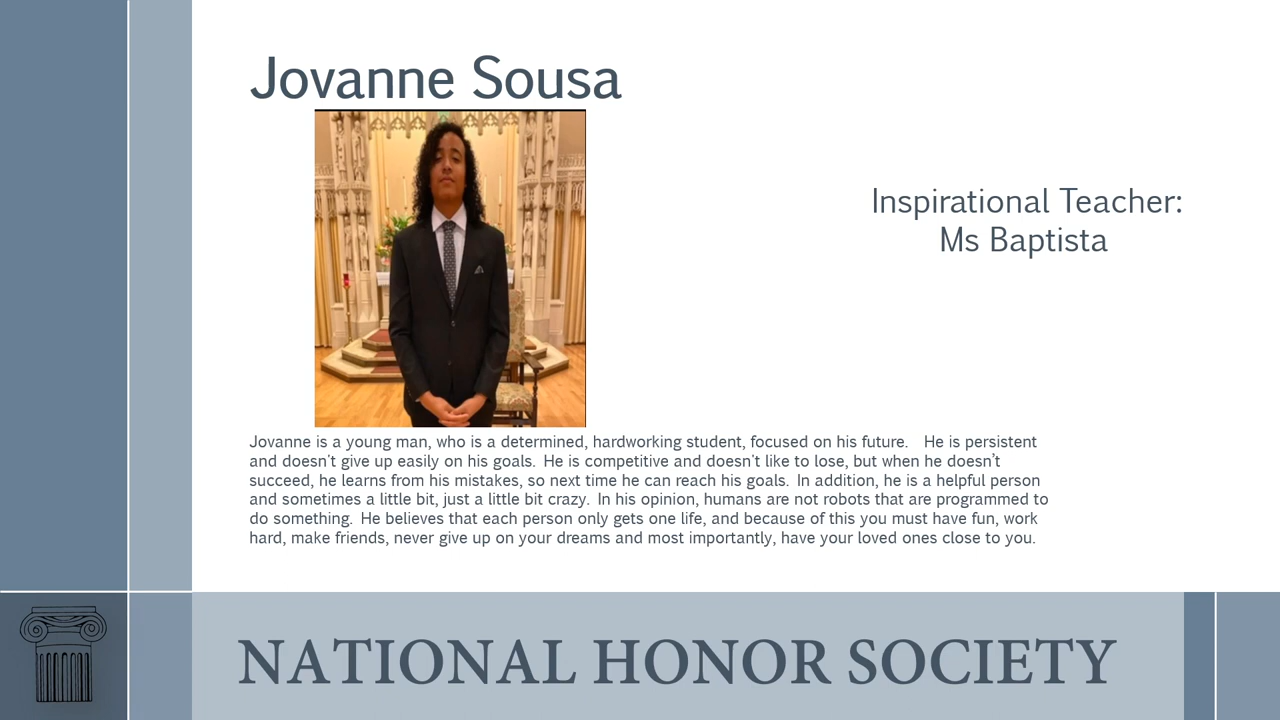 Jovanne Sousa
Inspirational Teacher:
Ms Baptista
Jovanne is a young man, who is a determined, hardworking student, focused on his future. He is persistent
and doesn't give up easily on his goals. He is competitive and doesn't like to lose, but when he doesn’t
succeed, he learns from his mistakes, so next time he can reach his goals. In addition, he is a helpful person
and sometimes a little bit, just a little bit crazy. In his opinion, humans are not robots that are programmed to
do something. He believes that each person only gets one life, and because of this you must have fun, work
hard, make friends, never give up on your dreams and most importantly, have your loved ones close to you.
NATIONAL HONOR SOCIETY